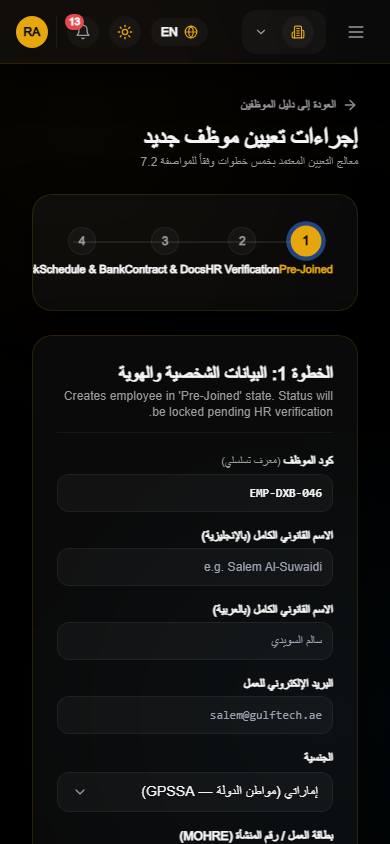 RA
13
EN
العودة إلى دليل الموظفين
إجراءات تعيين موظف جديد
معالج التعيين المعتمد بخمس خطوات وفقاً للمواصفة 7.2
1
2
3
4
Pre-Joined
HR Verification
Contract & Docs
Schedule & Bank
الخطوة 1: البيانات الشخصية والهوية
Creates employee in 'Pre-Joined' state. Status will
be locked pending HR verification.
كود الموظف (معرف تسلسلي)
EMP-DXB-046
الاسم القانوني الكامل (بالإنجليزية)
e.g. Salem Al-Suwaidi
الاسم القانوني الكامل (بالعربية)
سالم السويدي
البريد الإلكتروني للعمل
salem@gulftech.ae
الجنسية
إماراتي (مواطن الدولة — GPSSA)
بطاقة العمل / رقم المنشأة (MOHRE)